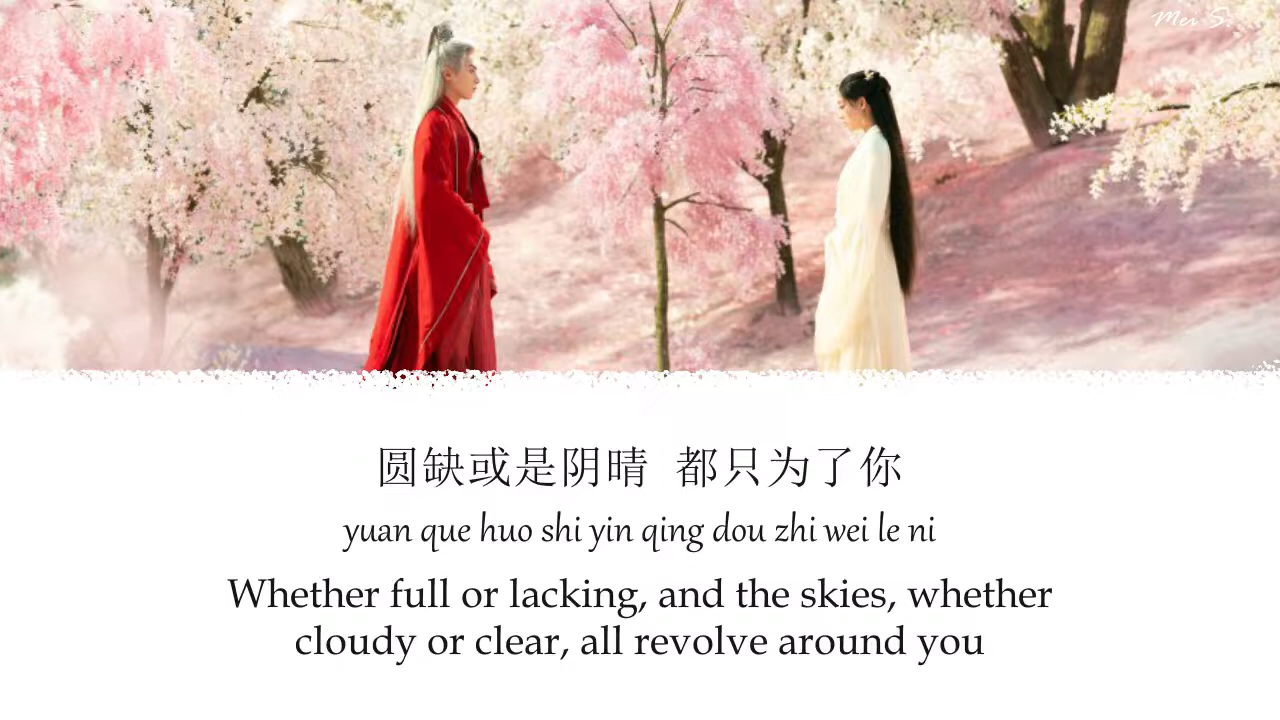 Mei S.
圆缺或是阴晴 都只为了你
yuan que huo shi yin qing dou zhi wei le ni
Whether full or lacking, and the skies, whether
cloudy or clear, all revolve around you